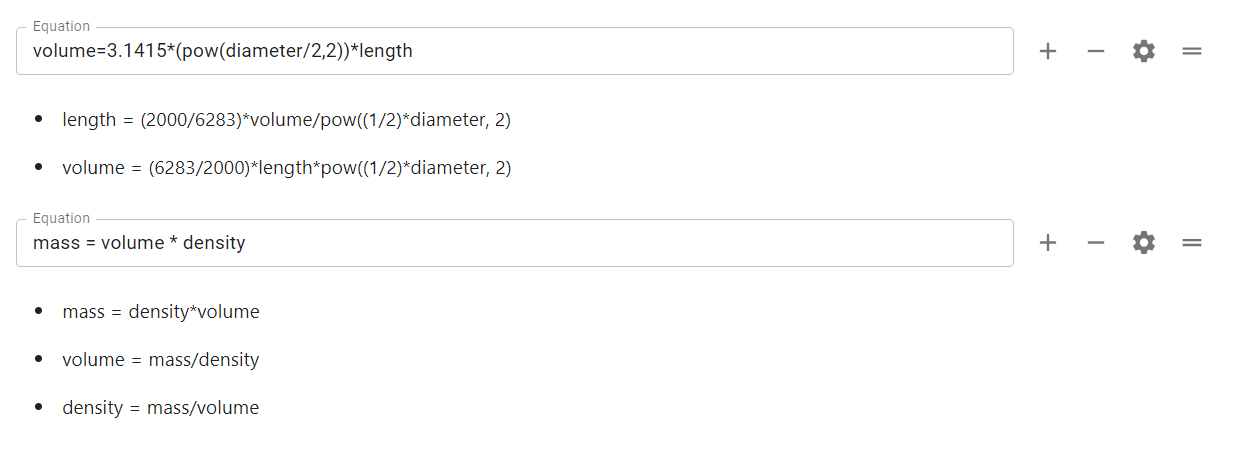 Equation
volume=3.1415*(pow(diameter/2,2))*length
length = (2000/6283)*volume/pow((1/2)*diameter, 2)
volume = (6283/2000)*length*pow((1/2)*diameter, 2)
Equation
mass = volume * density
mass = density*volume
volume = mass/density
density = mass/volume